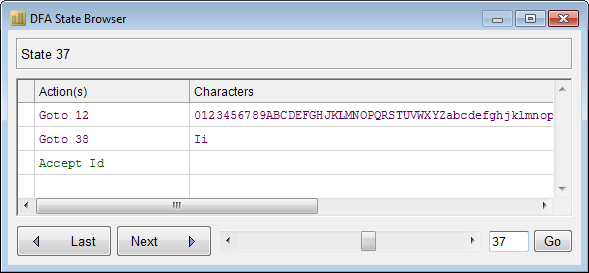 DFA State Browser
State 37
Action(s) Characters
Goto 12 0123456789ABCDEFGHJKLMNOPQRSTUVWXYZabcdefghjklmnop
Goto 38 Ii
Accept Id
Last Next 37 Go